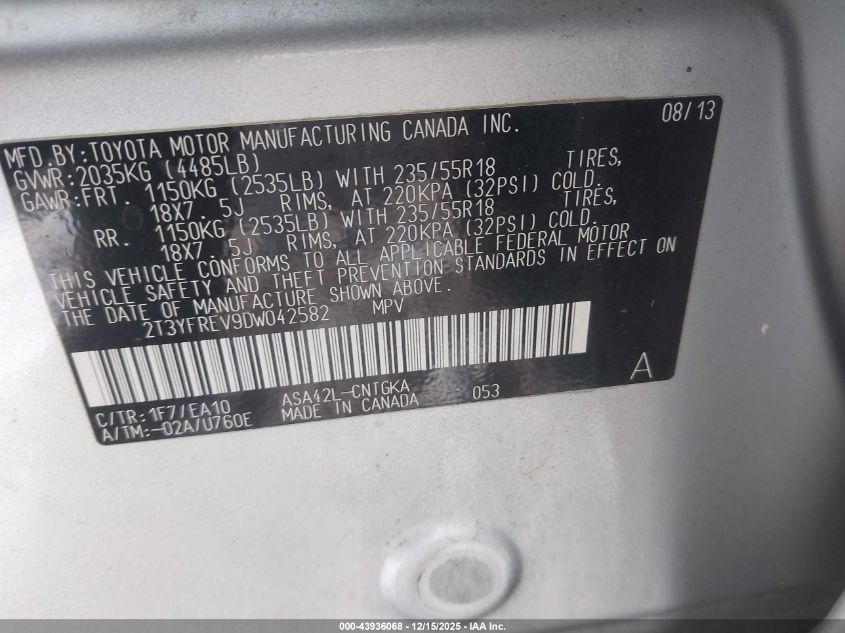 08/13
MFD.BY:TOYOTA MOTOR MANUFACTURING CANADA INC.
GVWR:2035KG (4485LB)
GAWR:FRT. 1150KG (2535LB) WITH 235/55R18 TIRES,
18X7.5J RIMS, AT 220KPA (32PSI) COLD.
RR. 1150KG (2535LB) WITH 235/55R18 TIRES,
18X7.5J RIMS, AT 220KPA (32PSI) COLD.
THIS VEHICLE CONFORMS TO ALL APPLICABLE FEDERAL MOTOR
VEHICLE SAFETY AND THEFT PREVENTION STANDARDS IN EFFECT ON
THE DATE OF MANUFACTURE SHOWN ABOVE.
2T3YFREV9DW042582 MPV
A
C/TR:1F7/EA10 ASA42L-CNTGKA 053
A/TM:-02A/U760E MADE IN CANADA
000-43936068 - 12/15/2025 - IAA Inc.